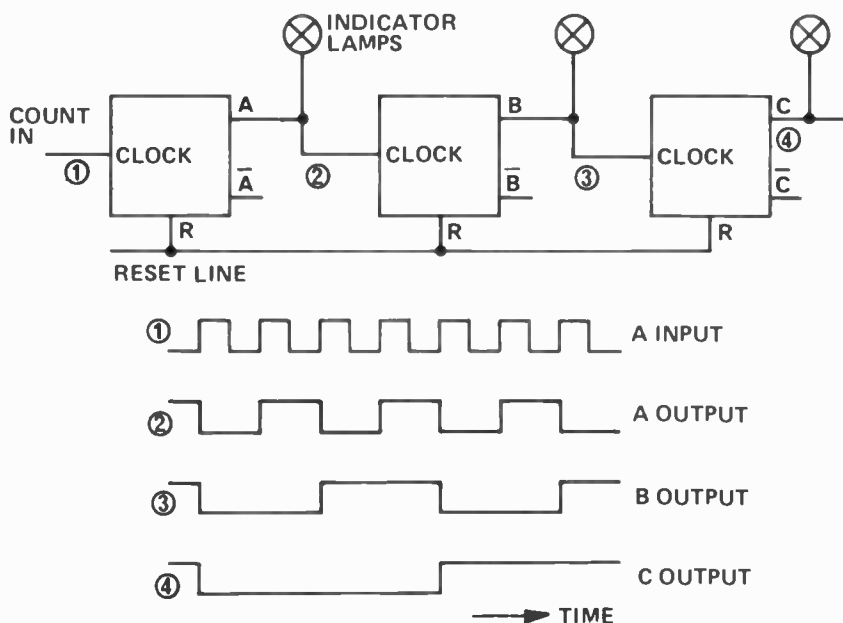 INDICATOR
LAMPS
COUNT
IN
①
CLOCK
A
A̅
R
②
CLOCK
B
B̅
R
③
CLOCK
C
④
C̅
R
RESET LINE
① A INPUT
② A OUTPUT
③ B OUTPUT
④ C OUTPUT
TIME